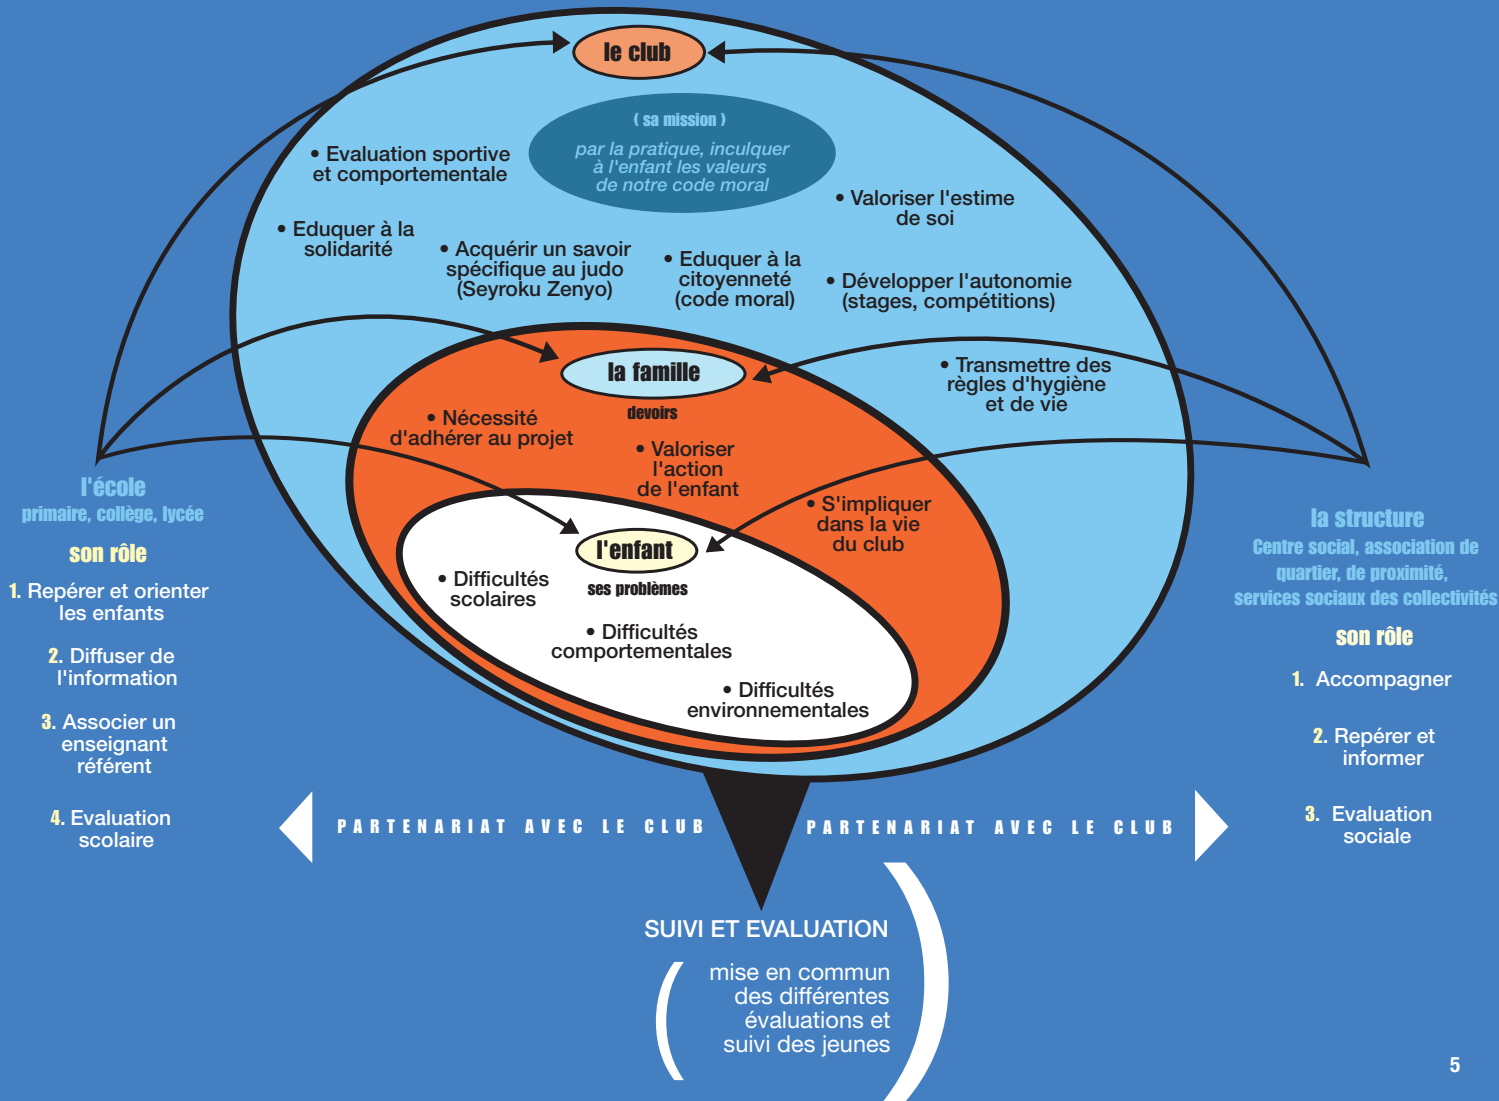 le club
( sa mission )
par la pratique, inculquer
à l'enfant les valeurs
de notre code moral
• Evaluation sportive
et comportementale
• Valoriser l'estime
de soi
• Eduquer à la
solidarité
• Acquérir un savoir
spécifique au judo
(Seyroku Zenyo)
• Eduquer à la
citoyenneté
(code moral)
• Développer l'autonomie
(stages, compétitions)
• Transmettre des
règles d'hygiène
et de vie
la famille
devoirs
• Nécessité
d'adhérer au projet
• Valoriser
l'action
de l'enfant
• S'impliquer
dans la vie
du club
l'enfant
ses problèmes
• Difficultés
scolaires
• Difficultés
comportementales
• Difficultés
environnementales
l'école
primaire, collège, lycée
son rôle
1. Repérer et orienter
les enfants
2. Diffuser de
l'information
3. Associer un
enseignant
référent
4. Evaluation
scolaire
la structure
Centre social, association de
quartier, de proximité,
services sociaux des collectivités
son rôle
1. Accompagner
2. Repérer et
informer
3. Evaluation
sociale
PARTENARIAT AVEC LE CLUB
PARTENARIAT AVEC LE CLUB
SUIVI ET EVALUATION
mise en commun
des différentes
évaluations et
suivi des jeunes
5